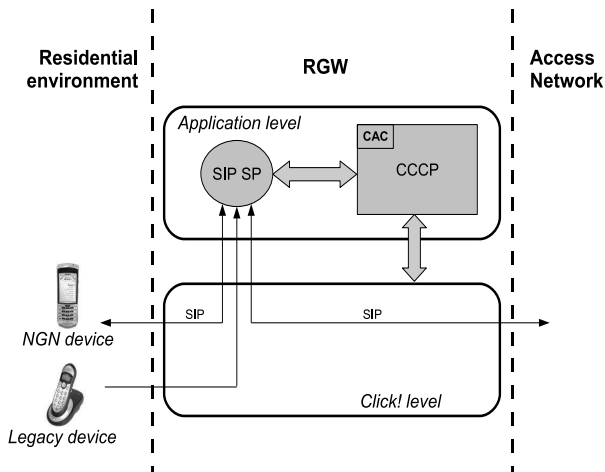 Residential
environment
RGW
Access
Network
Application level
CAC
SIP SP
CCCP
SIP
SIP
NGN device
Click! level
Legacy device